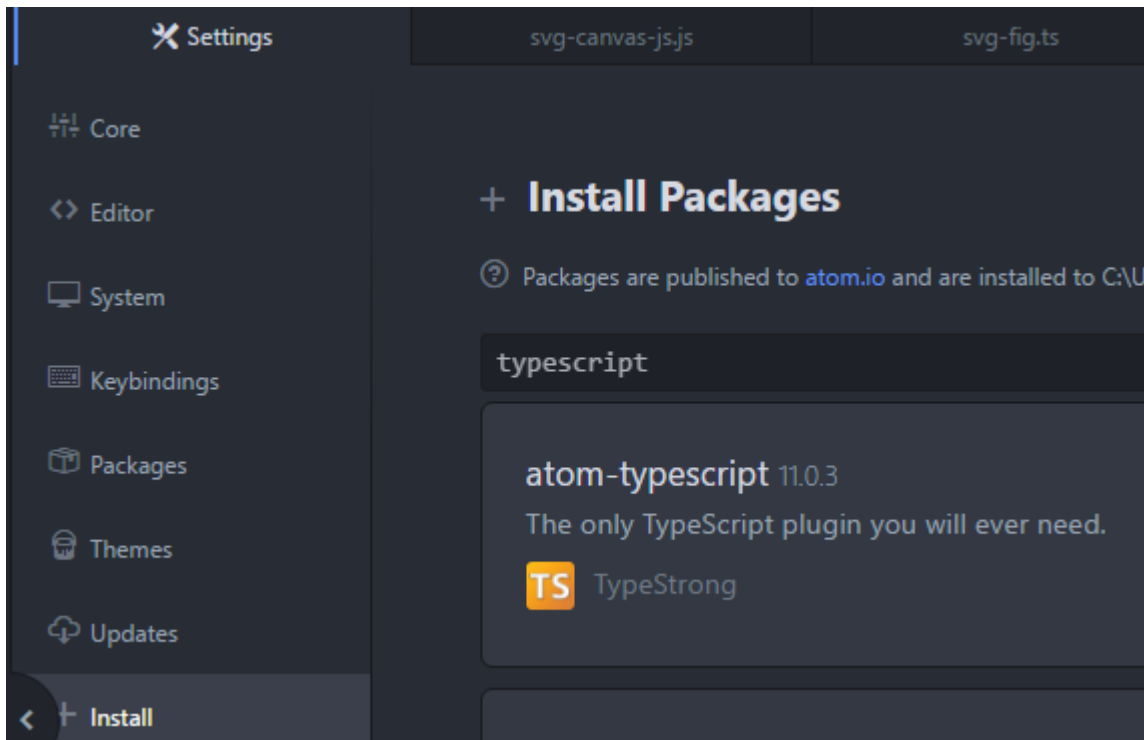 Settings
svg-canvas-js.js
svg-fig.ts
Core
Editor
System
Keybindings
Packages
Themes
Updates
Install
Install Packages
Packages are published to atom.io and are installed to C:\U
typescript
atom-typescript 11.0.3
The only TypeScript plugin you will ever need.
TS TypeStrong